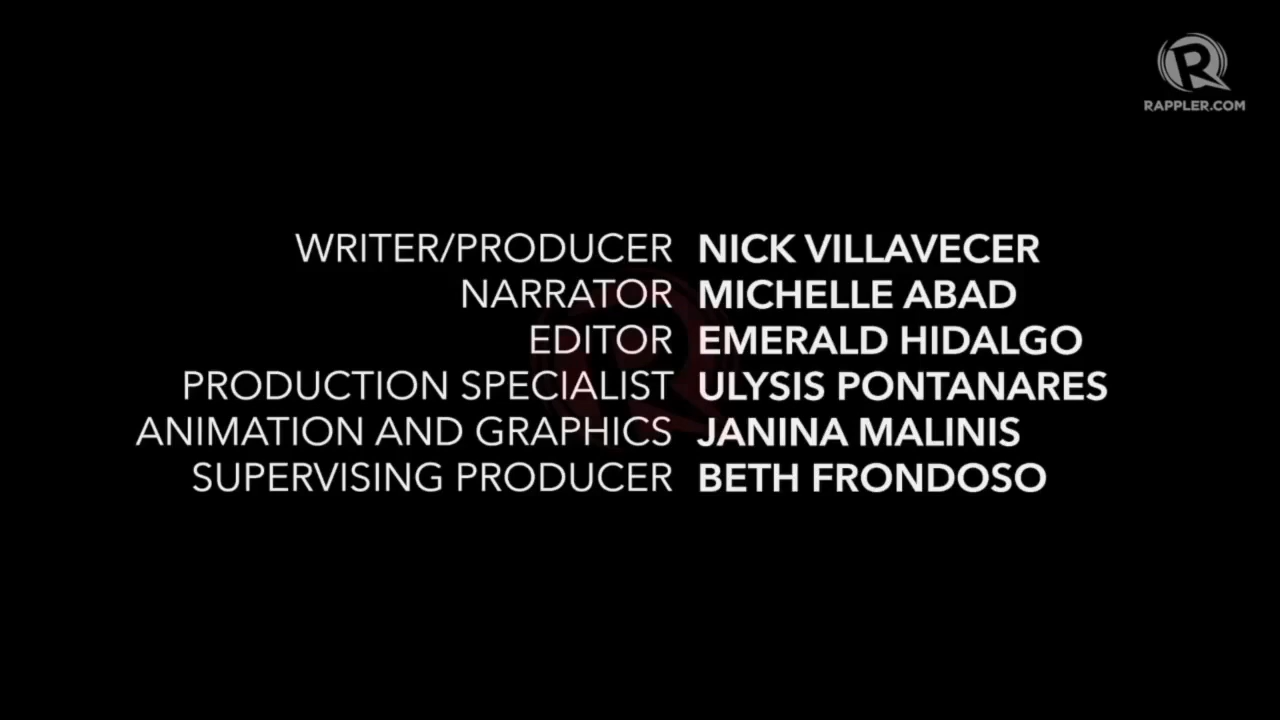 RAPPLER.COM
WRITER/PRODUCER NICK VILLAVECER
NARRATOR MICHELLE ABAD
EDITOR EMERALD HIDALGO
PRODUCTION SPECIALIST ULYSIS PONTANARES
ANIMATION AND GRAPHICS JANINA MALINIS
SUPERVISING PRODUCER BETH FRONDOSO